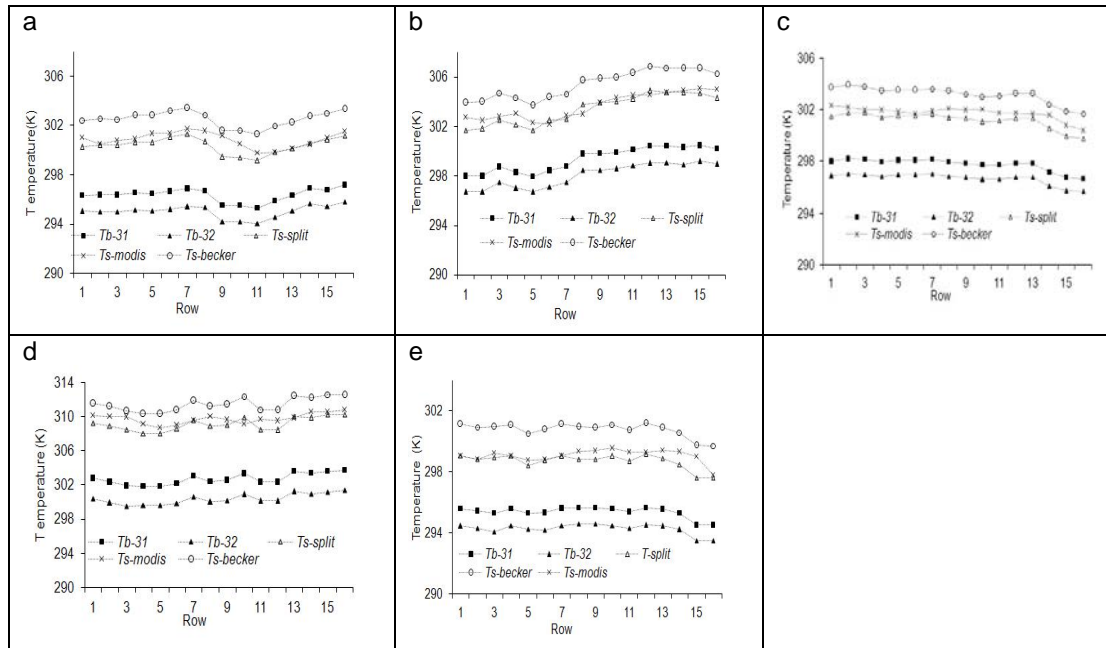 a
306
302
298
294
290
Temperature(K)
Tb-31 Tb-32 Ts-split
Ts-modis Ts-becker
1 3 5 7 9 11 13 15
Row
b
306
302
298
294
290
Temperature (K)
Tb-31 Tb-32 Ts-split
Ts-modis Ts-becker
1 3 5 7 9 11 13 15
Row
c
306
302
298
294
290
Temperature (K)
Tb-31 Tb-32 Ts-split
Ts-modis Ts-becker
1 3 5 7 9 11 13 15
Row
d
314
310
306
302
298
294
290
Temperature (K)
Tb-31 Tb-32 Ts-split
Ts-modis Ts-becker
1 3 5 7 9 11 13 15
Row
e
302
298
294
290
Temperature (K)
Tb-31 Tb-32 T-split
Ts-becker Ts-modis
1 3 5 7 9 11 13 15
Row